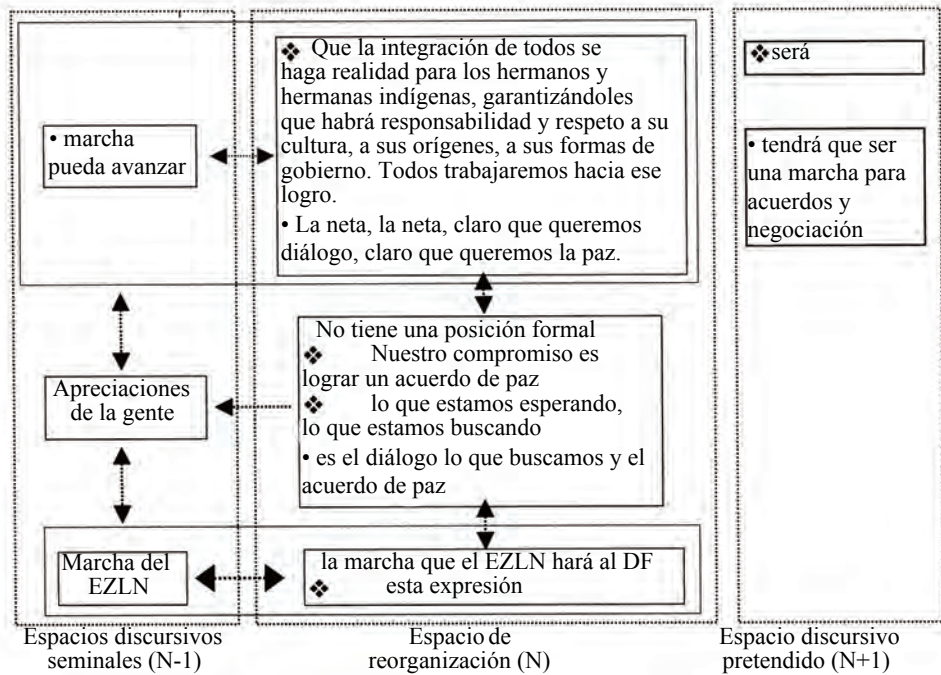 • marcha
pueda avanzar
Apreciaciones
de la gente
Marcha del
EZLN
Espacios discursivos
seminales (N-1)
❖ Que la integración de todos se
haga realidad para los hermanos y
hermanas indígenas, garantizándoles
que habrá responsabilidad y respeto a su
cultura, a sus orígenes, a sus formas de
gobierno. Todos trabajaremos hacia ese
logro.
• La neta, la neta, claro que queremos
diálogo, claro que queremos la paz.
No tiene una posición formal
❖ Nuestro compromiso es
lograr un acuerdo de paz
❖ lo que estamos esperando,
lo que estamos buscando
• es el diálogo lo que buscamos y el
acuerdo de paz
la marcha que el EZLN hará al DF
❖ esta expresión
Espacio de
reorganización (N)
❖ será
• tendrá que ser
una marcha para
acuerdos y
negociación
Espacio discursivo
pretendido (N+1)